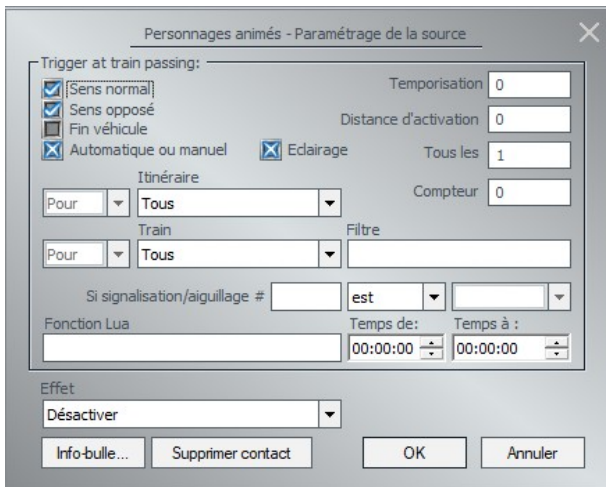 Personnages animés - Paramétrage de la source
Trigger at train passing:
Sens normal
Temporisation 0
Sens opposé
Fin véhicule
Distance d'activation 0
Automatique ou manuel Eclairage Tous les 1
Itinéraire
Compteur 0
Pour Tous
Train Filtre
Pour Tous
Si signalisation/aiguillage # est
Fonction Lua Temps de: Temps à :
00:00:00 00:00:00
Effet
Désactiver
Info-bulle... Supprimer contact OK Annuler